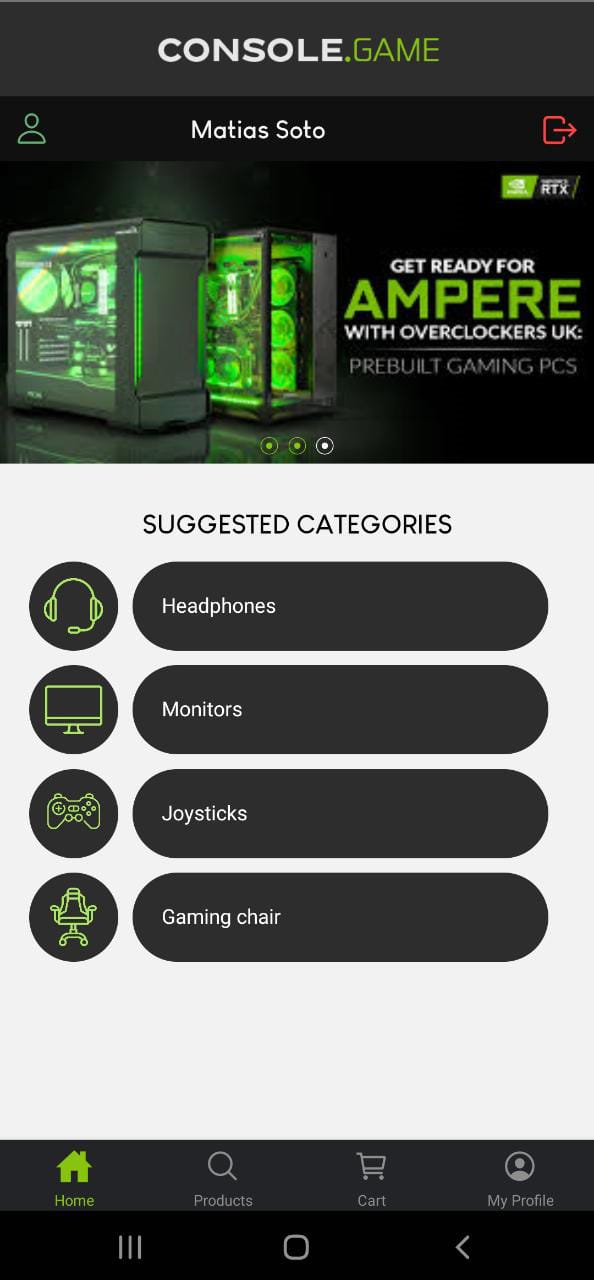 CONSOLE.GAME
Matias Soto
RTX
GET READY FOR
AMPERE
WITH OVERCLOCKERS UK:
PREBUILT GAMING PCS
SUGGESTED CATEGORIES
Headphones
Monitors
Joysticks
Gaming chair
Home
Products
Cart
My Profile